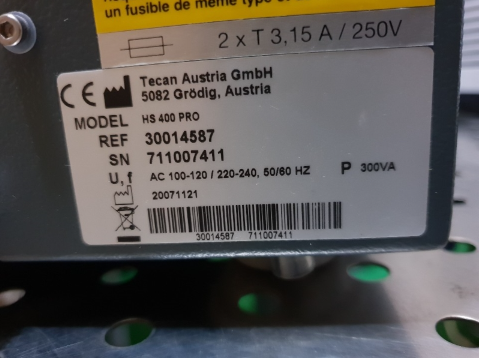 un fusible de même type et
2 x T 3,15 A / 250V
CE
Tecan Austria GmbH
5082 Grödig, Austria
MODEL HS 400 PRO
REF 30014587
SN 711007411
U, f AC 100-120 / 220-240, 50/60 HZ P 300VA
20071121
30014587 711007411